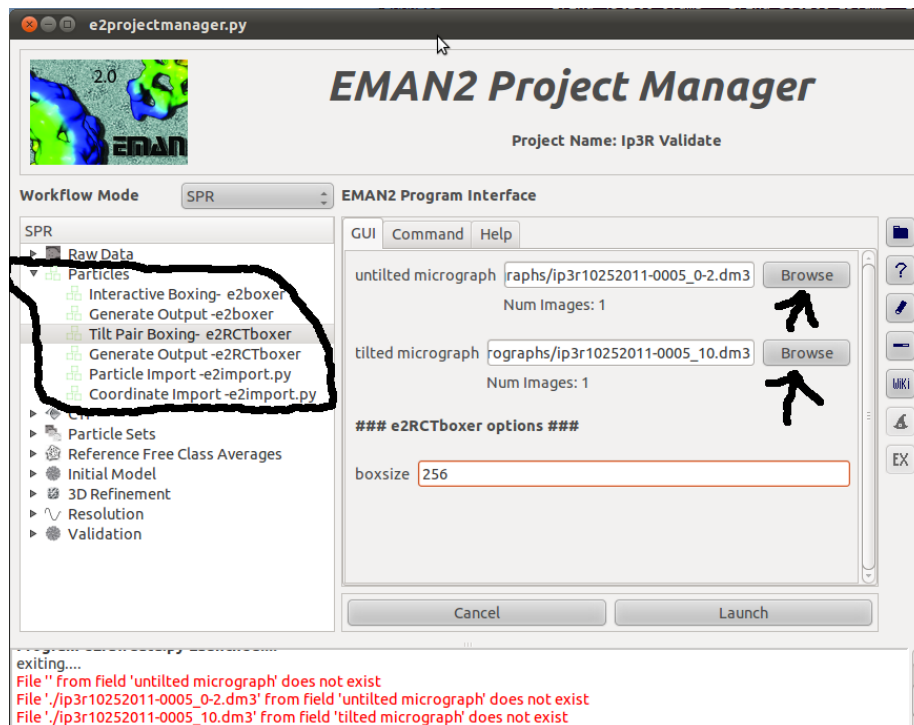 e2projectmanager.py
2.0
EMAN
EMAN2 Project Manager
Project Name: Ip3R Validate
Workflow Mode
SPR
EMAN2 Program Interface
SPR
Raw Data
Particles
Interactive Boxing- e2boxer
Generate Output -e2boxer
Tilt Pair Boxing- e2RCTboxer
Generate Output -e2RCTboxer
Particle Import -e2import.py
Coordinate Import -e2import.py
Particle Sets
Reference Free Class Averages
Initial Model
3D Refinement
Resolution
Validation
GUI Command Help
untilted micrograph raphs/ip3r10252011-0005_0-2.dm3 Browse
Num Images: 1
tilted micrograph rographs/ip3r10252011-0005_10.dm3 Browse
Num Images: 1
### e2RCTboxer options ###
boxsize 256
?
WIKI
EX
Cancel Launch
exiting....
File '' from field 'untilted micrograph' does not exist
File './ip3r10252011-0005_0-2.dm3' from field 'untilted micrograph' does not exist
File './ip3r10252011-0005_10.dm3' from field 'tilted micrograph' does not exist